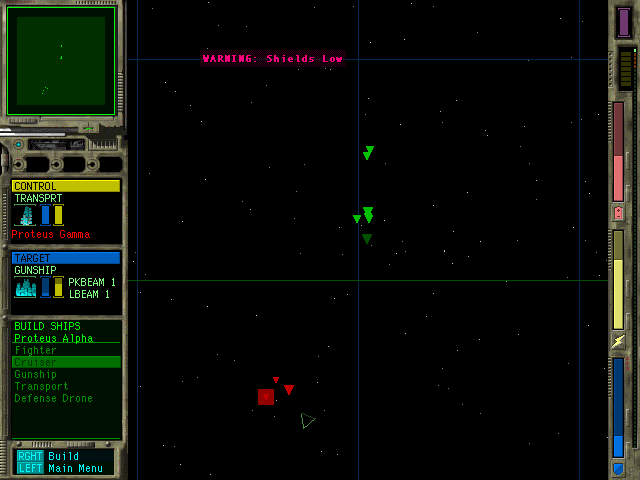 WARNING: Shields Low
CONTROL
TRANSPRT
Proteus Gamma
TARGET
GUNSHIP
PKBEAM 1
LBEAM 1
BUILD SHIPS
Proteus Alpha
Fighter
Cruiser
Gunship
Transport
Defense Drone
RGHT Build
LEFT Main Menu